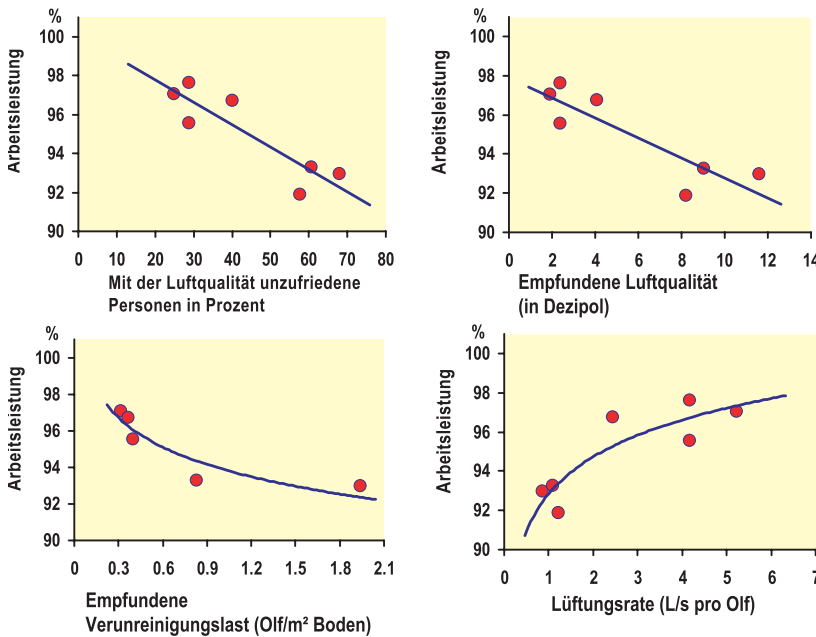 %
100
98
96
94
92
90
Arbeitsleistung
0 10 20 30 40 50 60 70 80
Mit der Luftqualität unzufriedene
Personen in Prozent
%
100
98
96
94
92
90
Arbeitsleistung
0 2 4 6 8 10 12 14
Empfundene Luftqualität
(in Dezipol)
%
100
98
96
94
92
90
Arbeitsleistung
0 0.3 0.6 0.9 1.2 1.5 1.8 2.1
Empfundene
Verunreinigungslast (Olf/m² Boden)
%
100
98
96
94
92
90
Arbeitsleistung
0 1 2 3 4 5 6 7
Lüftungsrate (L/s pro Olf)